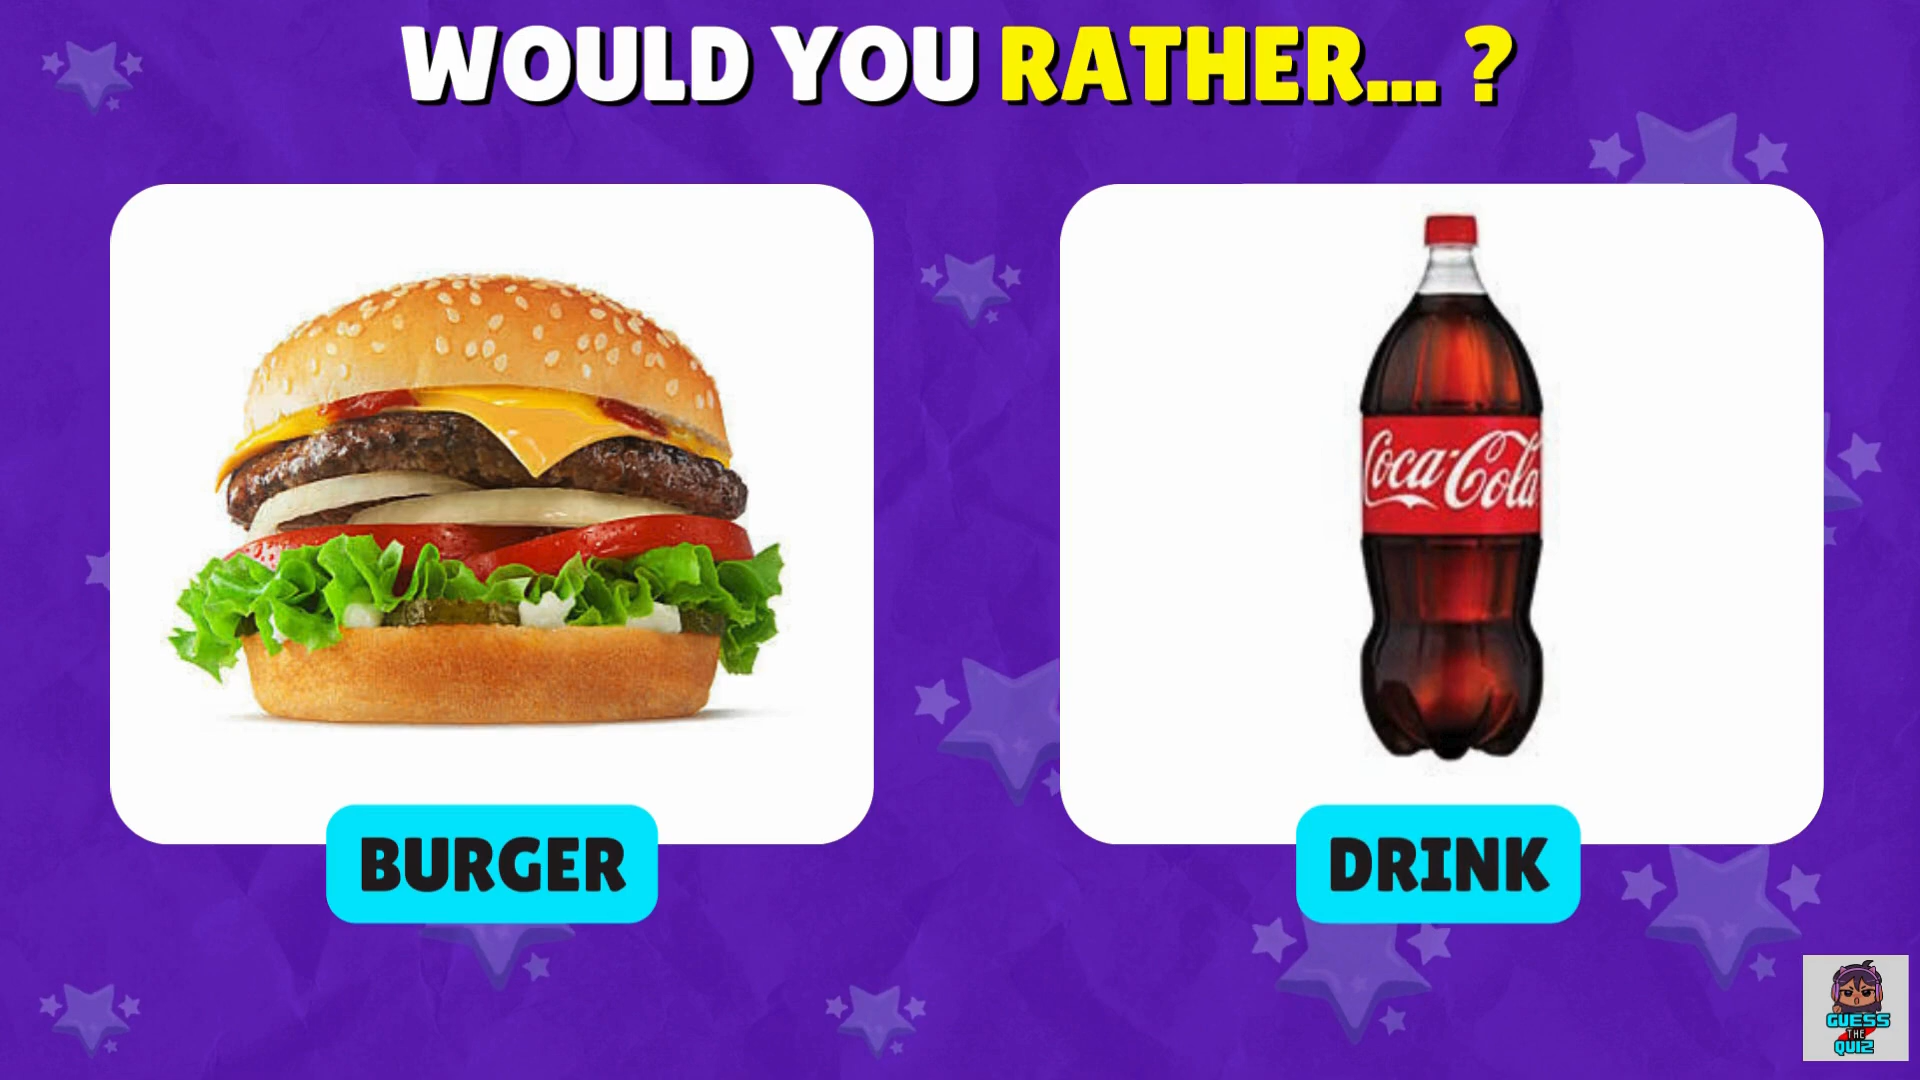 WOULD YOU RATHER... ?
Coca-Cola
BURGER
DRINK
GUESS
THE
QUIZ